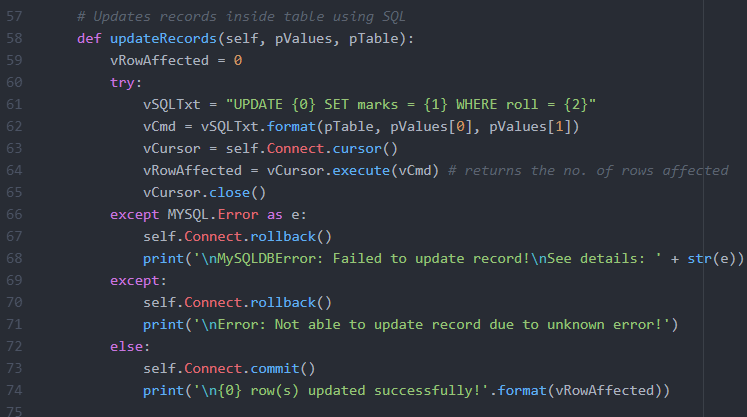 57 # Updates records inside table using SQL
58 def updateRecords(self, pValues, pTable):
59 vRowAffected = 0
60 try:
61 vSQLTxt = "UPDATE {0} SET marks = {1} WHERE roll = {2}"
62 vCmd = vSQLTxt.format(pTable, pValues[0], pValues[1])
63 vCursor = self.Connect.cursor()
64 vRowAffected = vCursor.execute(vCmd) # returns the no. of rows affected
65 vCursor.close()
66 except MYSQL.Error as e:
67 self.Connect.rollback()
68 print('\nMySQLDBError: Failed to update record!\nSee details: ' + str(e))
69 except:
70 self.Connect.rollback()
71 print('\nError: Not able to update record due to unknown error!')
72 else:
73 self.Connect.commit()
74 print('\n{0} row(s) updated successfully!'.format(vRowAffected))
75